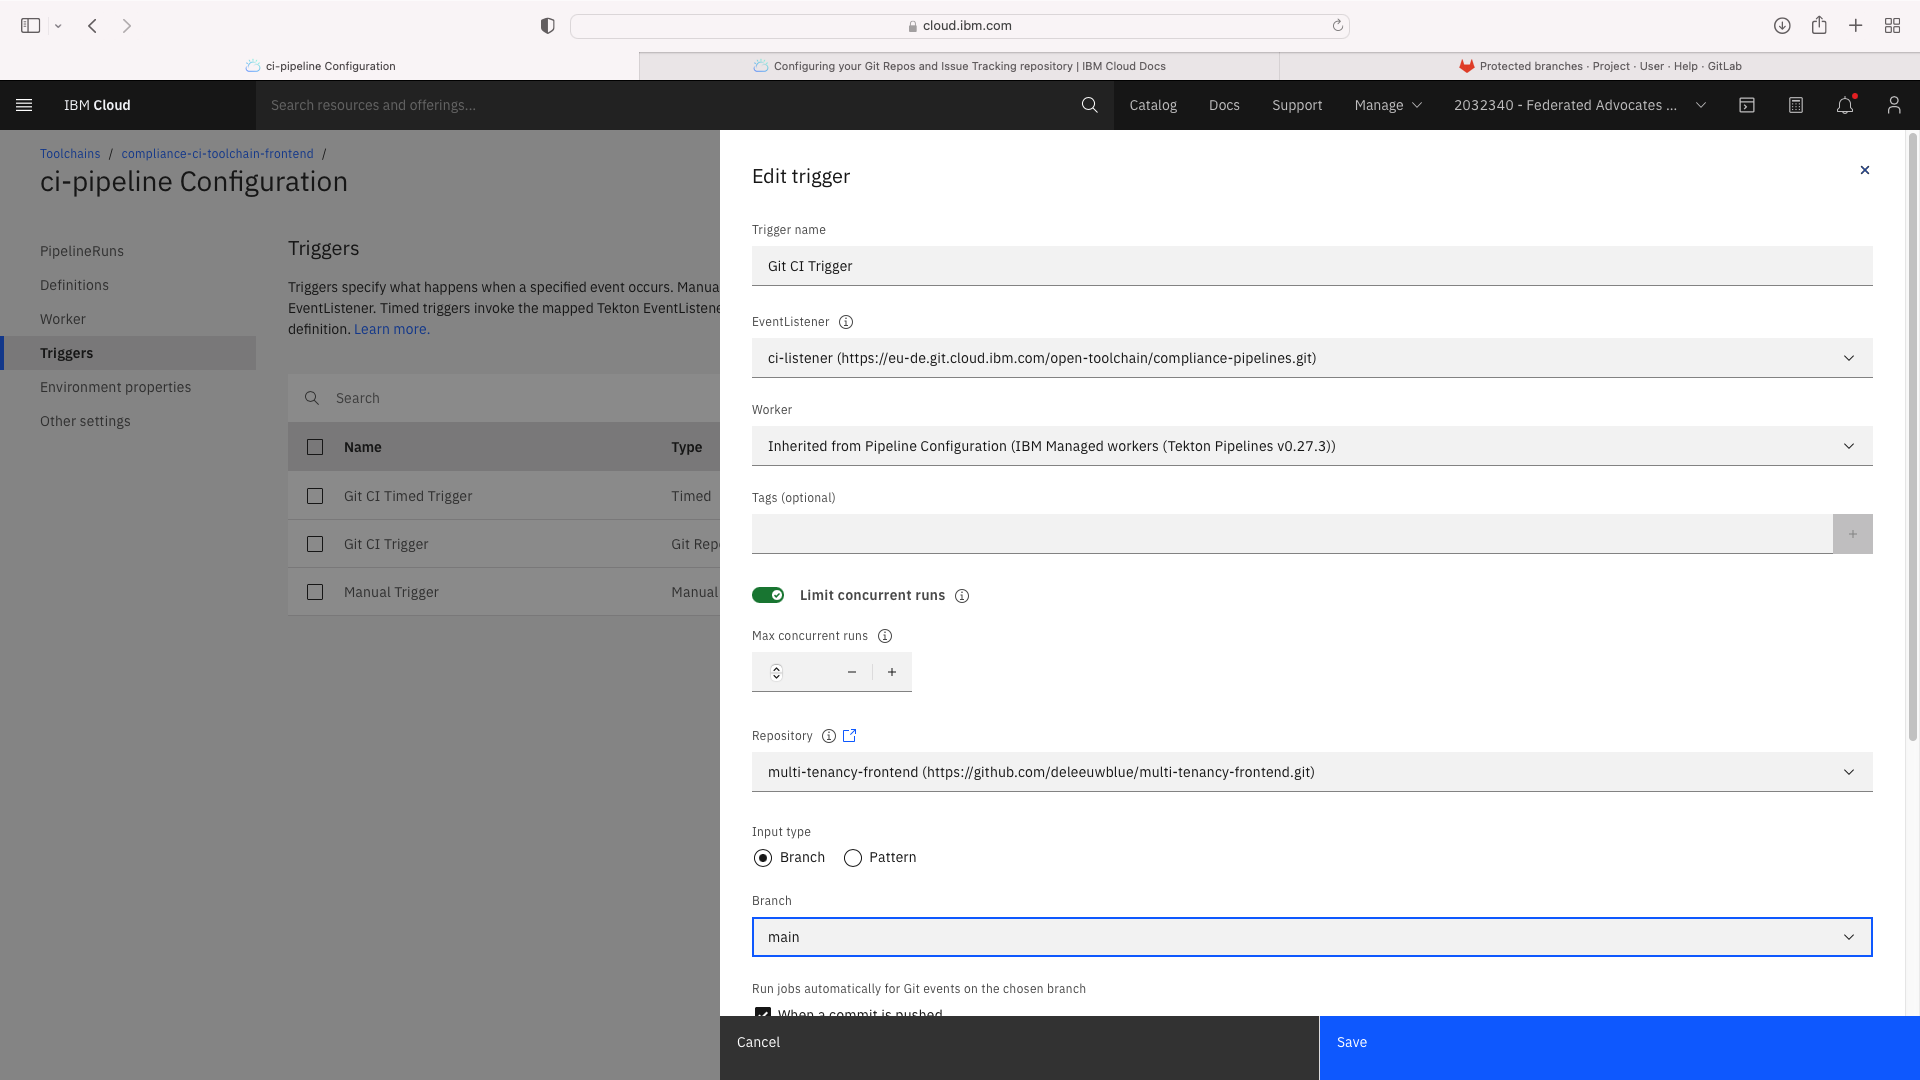 cloud.ibm.com
ci-pipeline Configuration
Configuring your Git Repos and Issue Tracking repository | IBM Cloud Docs
Protected branches · Project · User · Help · GitLab
IBM Cloud
Search resources and offerings...
Catalog
Docs
Support
Manage
2032340 - Federated Advocates ...
Toolchains / compliance-ci-toolchain-frontend /
ci-pipeline Configuration
PipelineRuns
Definitions
Worker
Triggers
Environment properties
Other settings
Triggers
Triggers specify what happens when a specified event occurs. Manua
EventListener. Timed triggers invoke the mapped Tekton EventListene
definition. Learn more.
Search
Name Type
Git CI Timed Trigger Timed
Git CI Trigger Git Rep
Manual Trigger Manual
Edit trigger
Trigger name
Git CI Trigger
EventListener
ci-listener (https://eu-de.git.cloud.ibm.com/open-toolchain/compliance-pipelines.git)
Worker
Inherited from Pipeline Configuration (IBM Managed workers (Tekton Pipelines v0.27.3))
Tags (optional)
Limit concurrent runs
Max concurrent runs
Repository
multi-tenancy-frontend (https://github.com/deleeuwblue/multi-tenancy-frontend.git)
Input type
Branch Pattern
Branch
main
Run jobs automatically for Git events on the chosen branch
When a commit is pushed
Cancel
Save